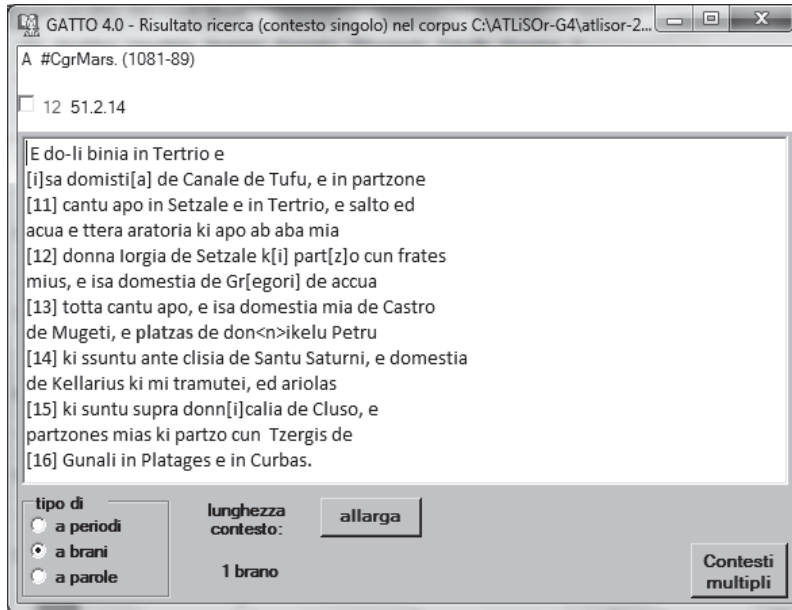 GATTO 4.0 - Risultato ricerca (contesto singolo) nel corpus C:\ATLiSOr-G4\atlisor-2...
A #CgrMars. (1081-89)
12 51.2.14
E do-li binia in Tertrio e
[i]sa domisti[a] de Canale de Tufu, e in partzone
[11] cantu apo in Setzale e in Tertrio, e salto ed
acua e ttera aratoria ki apo ab aba mia
[12] donna Iorgia de Setzale k[i] part[z]o cun frates
mius, e isa domestia de Gr[egori] de accua
[13] totta cantu apo, e isa domestia mia de Castro
de Mugeti, e platzas de don<n>ikelu Petru
[14] ki ssuntu ante clisia de Santu Saturni, e domestia
de Kellarius ki mi tramutei, ed ariolas
[15] ki suntu supra donn[i]calia de Cluso, e
partzones mias ki partzo cun Tzergis de
[16] Gunali in Platages e in Curbas.
tipo di
a periodi
a brani
a parole
lunghezza
contesto:
1 brano
allarga
Contesti
multipli